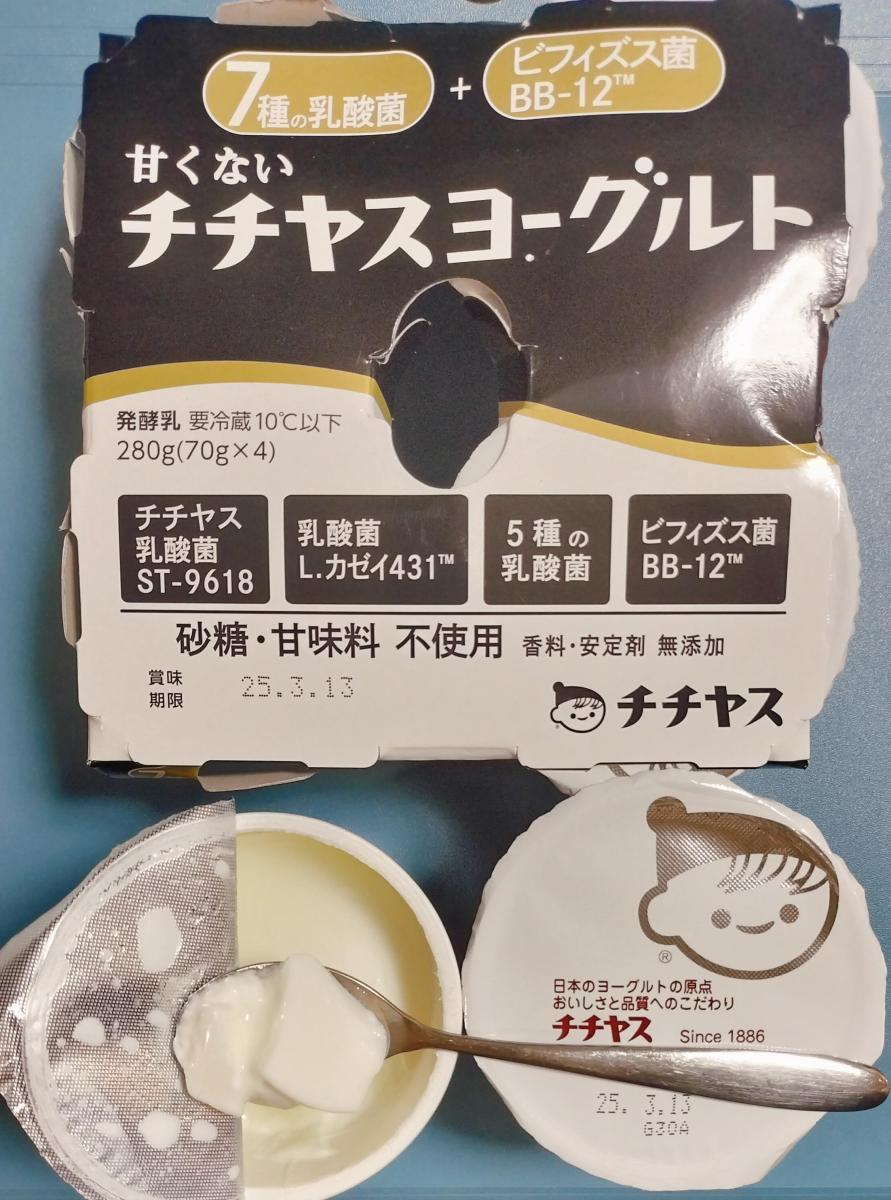 7種の乳酸菌
+
ビフィズス菌
BB-12™
甘くない
チチヤスヨーグルト
発酵乳 要冷蔵10℃以下
280g(70g×4)
チチヤス
乳酸菌
ST-9618
乳酸菌
L.カゼイ431™
5種の
乳酸菌
ビフィズス菌
BB-12™
砂糖・甘味料 不使用 香料・安定剤 無添加
賞味
期限
25.3.13
チチヤス
®
日本のヨーグルトの原点
おいしさと品質へのこだわり
チチヤス Since 1886
25. 3.13
G30A